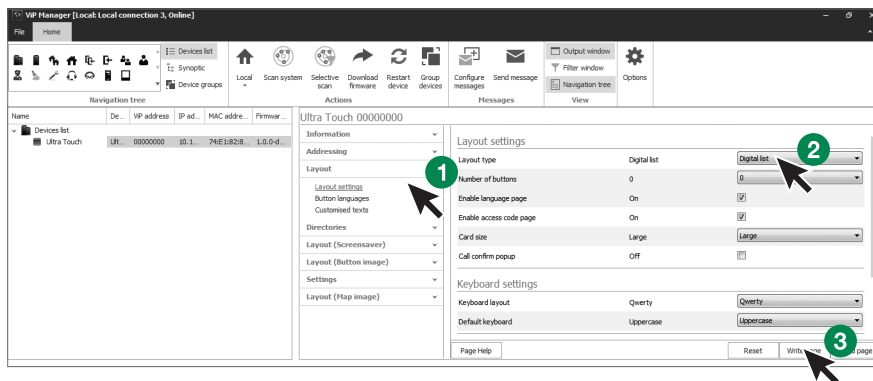 ViP Manager [Local: Local connection 3, Online]
File Home
Devices list
Synoptic
Device groups
Local
Scan system
Selective scan
Download firmware
Restart device
Group devices
Configure messages
Send message
Output window
Filter window
Navigation tree
Options
Navigation tree Actions Messages View
Name De... ViP address IP ad... MAC addre... Firmwar...
Devices list
Ultra Touch Ult... 00000000 10.1... 74:E1:82:8... 1.0.0-d...
Ultra Touch 00000000
Information
Addressing
Layout
Layout settings
Button languages
Customised texts
Directories
Layout (Screensaver)
Layout (Button image)
Settings
Layout (Map image)
1
Layout settings
2
Layout type Digital list Digital list
Number of buttons 0 0
Enable language page On
Enable access code page On
Card size Large Large
Call confirm popup Off
Keyboard settings
Keyboard layout Qwerty Qwerty
Default keyboard Uppercase Uppercase
3
Page Help Reset page